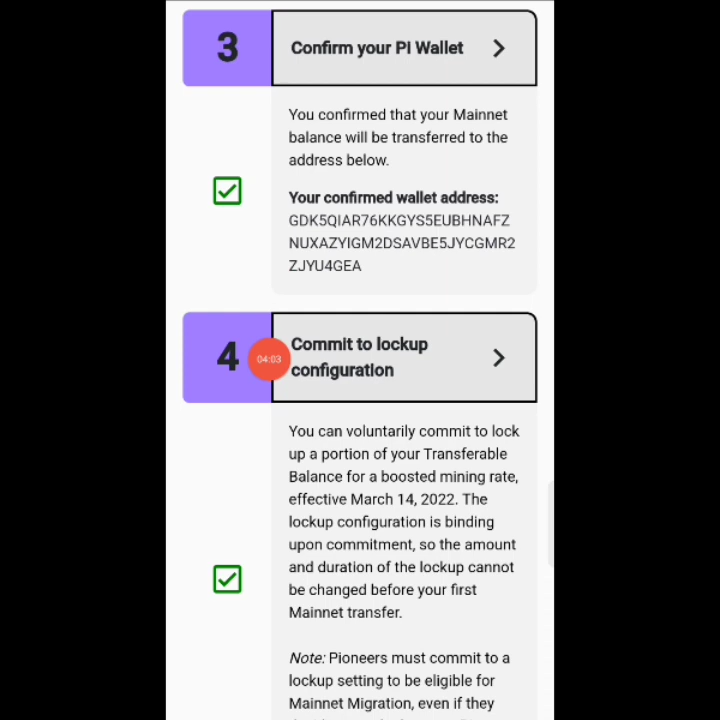 3
Confirm your PI Wallet
You confirmed that your Mainnet
balance will be transferred to the
address below.
Your confirmed wallet address:
GDK5QIAR76KKGYS5EUBHNAFZ
NUXAZYIGM2DSAVBE5JYCGMR2
ZJYU4GEA
4
04:03
Commit to lockup
configuration
You can voluntarily commit to lock
up a portion of your Transferable
Balance for a boosted mining rate,
effective March 14, 2022. The
lockup configuration is binding
upon commitment, so the amount
and duration of the lockup cannot
be changed before your first
Mainnet transfer.
Note: Pioneers must commit to a
lockup setting to be eligible for
Mainnet Migration, even if they